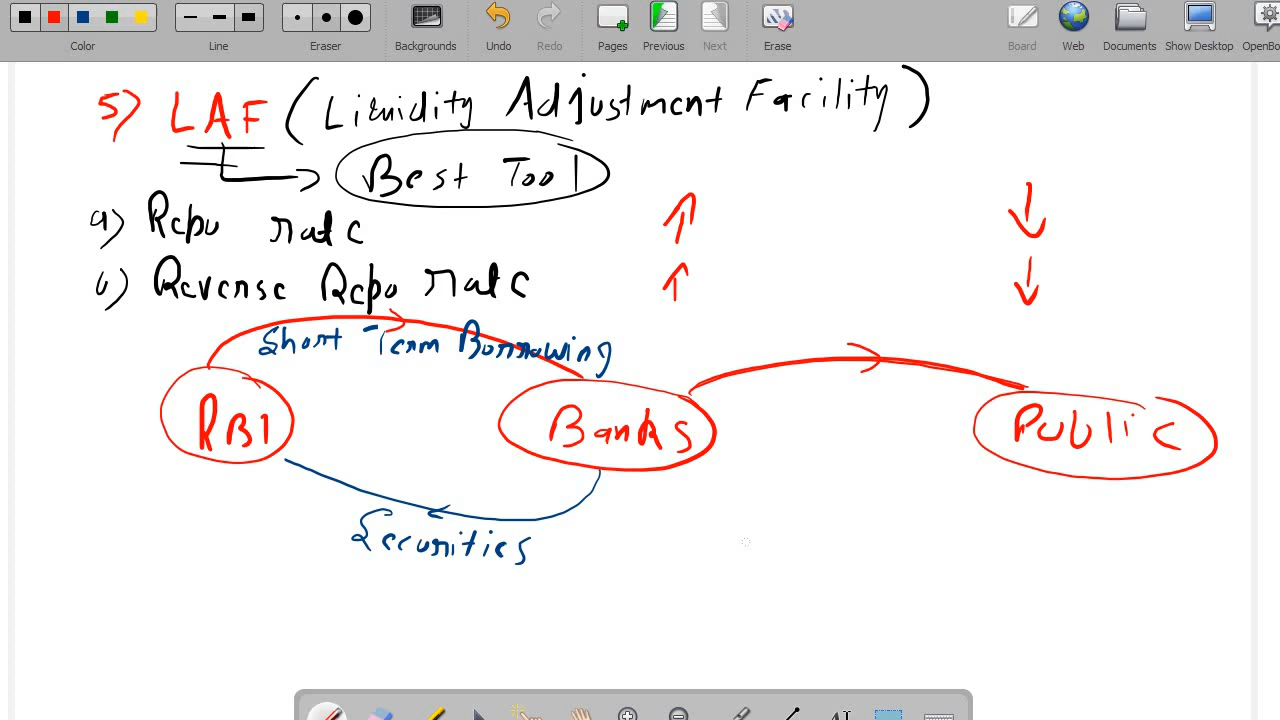 Color
Line
Eraser
Backgrounds
Undo
Redo
Pages
Previous
Next
Erase
Board
Web
Documents
Show Desktop
OpenBo
5) LAF (Liquidity Adjustment Facility)
Best Tool
a) Repo rate
b) Reverse Repo rate
Short Term Borrowing
RBI
Banks
Public
Securities